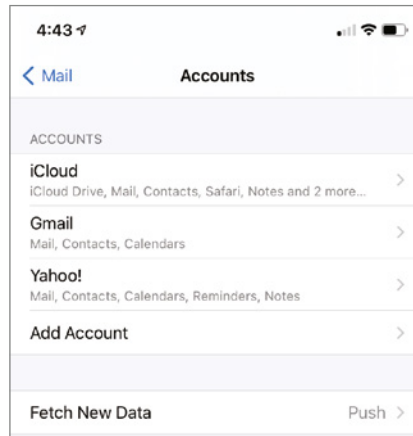 4:43
Mail Accounts
ACCOUNTS
iCloud
iCloud Drive, Mail, Contacts, Safari, Notes and 2 more...
Gmail
Mail, Contacts, Calendars
Yahoo!
Mail, Contacts, Calendars, Reminders, Notes
Add Account
Fetch New Data Push